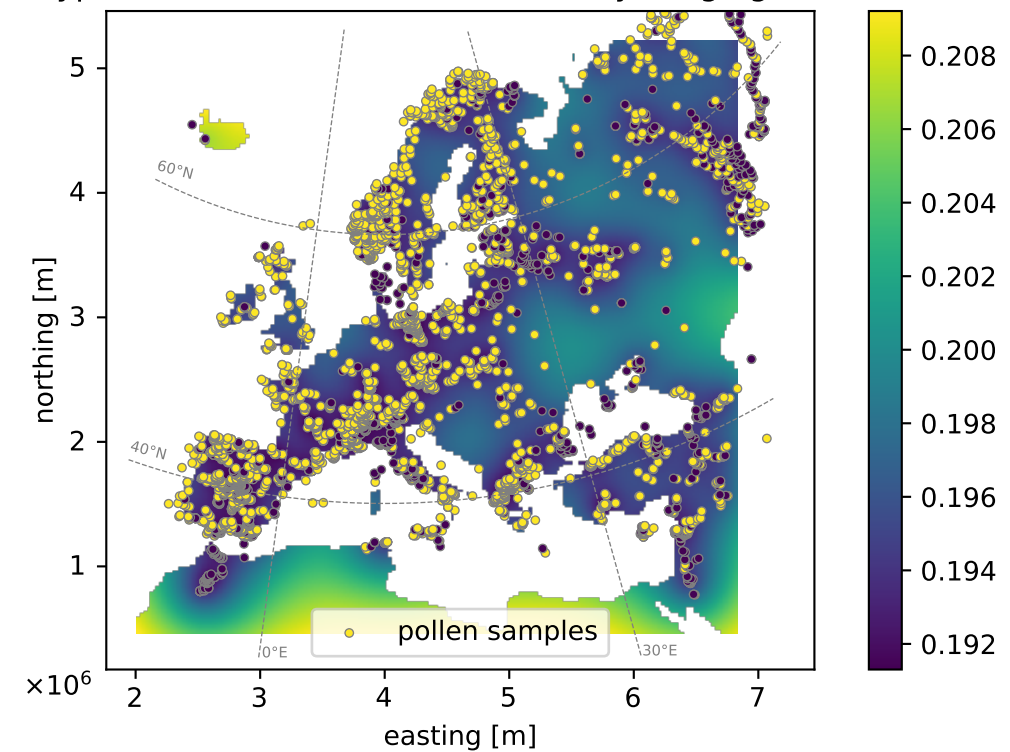 5
4
3
2
1
×10⁶
northing [m]
60°N
40°N
0°E
30°E
pollen samples
2 3 4 5 6 7
easting [m]
0.208
0.206
0.204
0.202
0.200
0.198
0.196
0.194
0.192